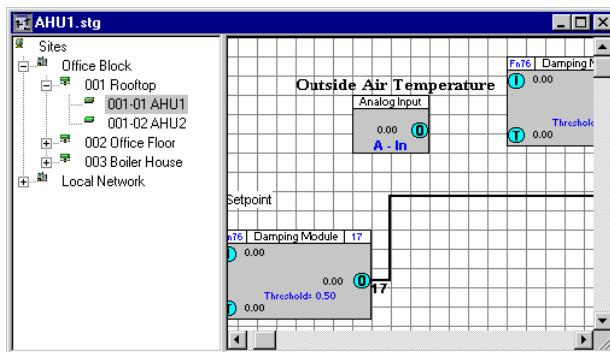 AHU1.stg
Sites
Office Block
001 Rooftop
001-01 AHU1
001-02 AHU2
002 Office Floor
003 Boiler House
Local Network
Fn76 Damping M
I 0.00
Threshold
T 0.00
Outside Air Temperature
Analog Input
0.00 O
A - In
Setpoint
n76 Damping Module 17
I 0.00
0.00 O
17
Threshold= 0.50
T 0.00